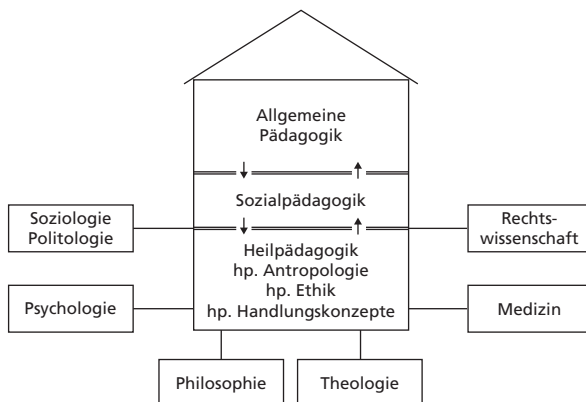 Allgemeine
Pädagogik
Sozialpädagogik
Soziologie
Politologie
Rechts-
wissenschaft
Heilpädagogik
hp. Antropologie
hp. Ethik
hp. Handlungskonzepte
Psychologie
Medizin
Philosophie
Theologie